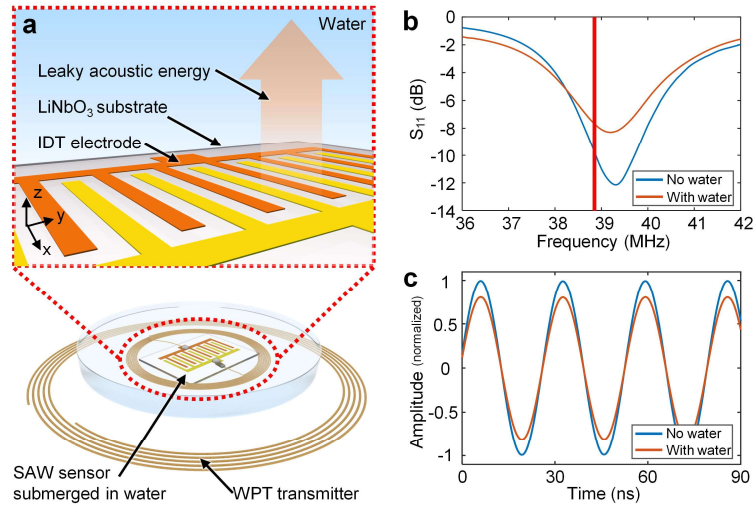 a
Water
Leaky acoustic energy
LiNbO3 substrate
IDT electrode
z
y
x
SAW sensor
submerged in water
WPT transmitter
b
0
-2
-4
-6
-8
-10
-12
-14
S11 (dB)
No water
With water
36 37 38 39 40 41 42
Frequency (MHz)
c
1
0.5
0
-0.5
-1
Amplitude (normalized)
No water
With water
0 30 60 90
Time (ns)